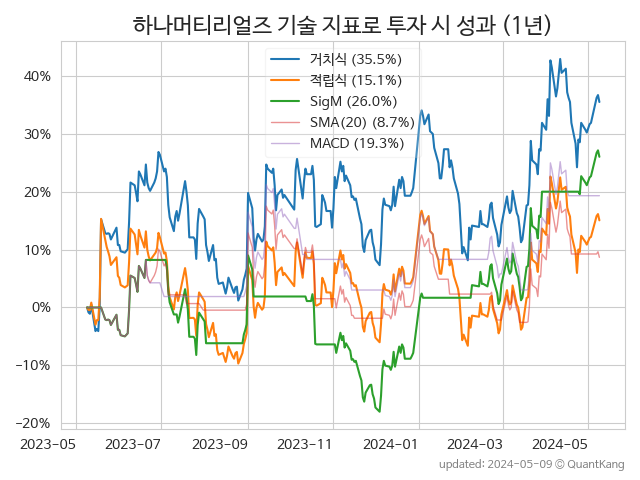 하나머티리얼즈 기술 지표로 투자 시 성과 (1년)
거치식 (35.5%)
적립식 (15.1%)
SigM (26.0%)
SMA(20) (8.7%)
MACD (19.3%)
40%
30%
20%
10%
0%
−10%
−20%
2023-05 2023-07 2023-09 2023-11 2024-01 2024-03 2024-05
updated: 2024-05-09 ⓒ QuantKang